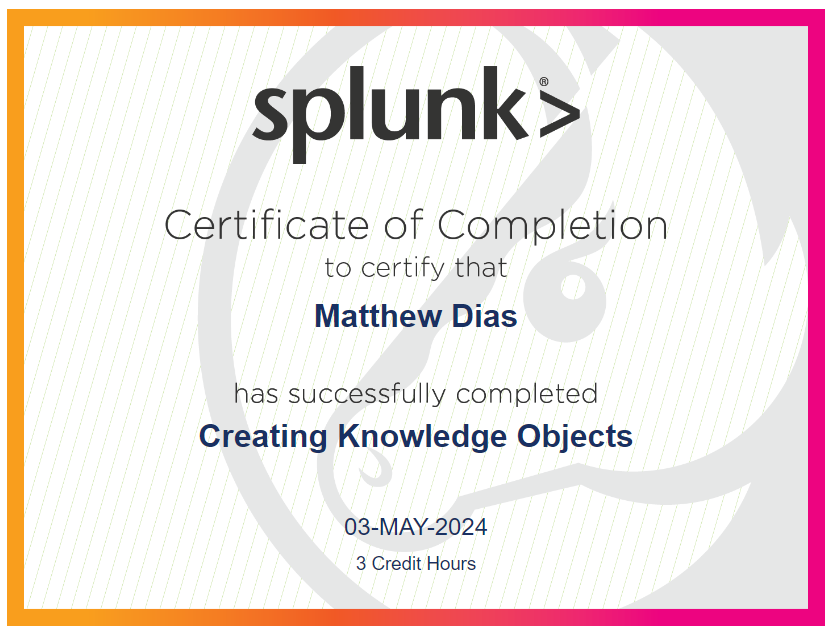 splunk>®
Certificate of Completion
to certify that
Matthew Dias
has successfully completed
Creating Knowledge Objects
03-MAY-2024
3 Credit Hours